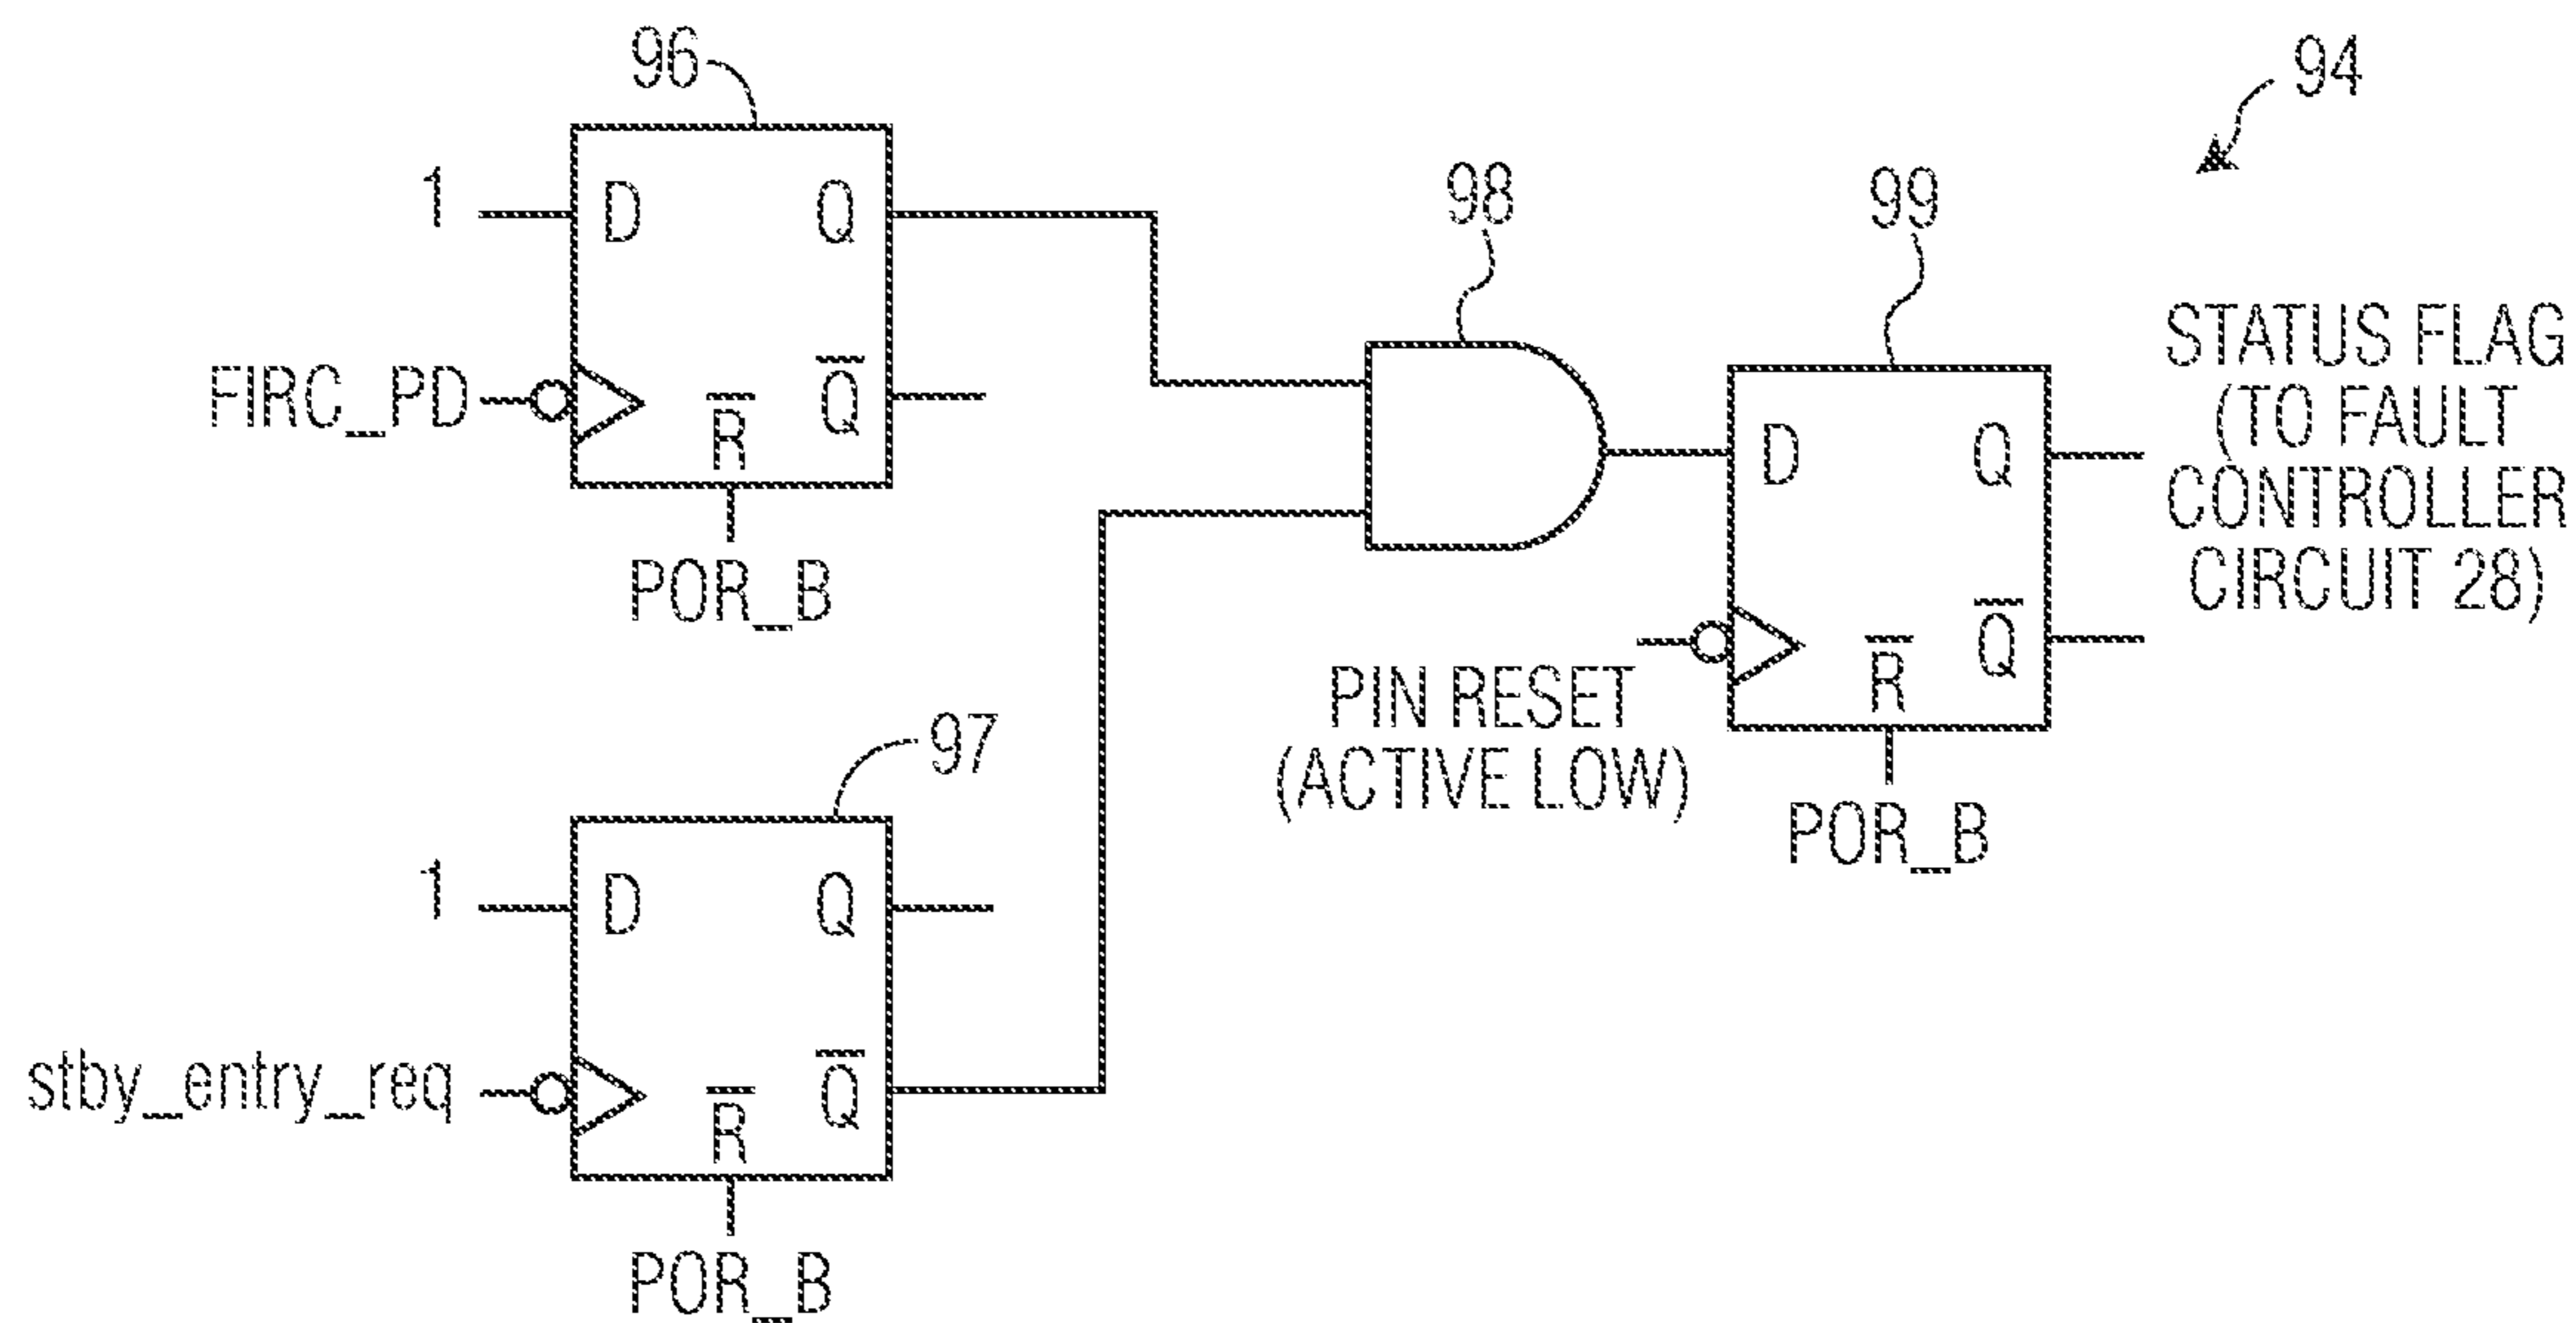 96
94
1
D
Q
98
99
STATUS FLAG
(TO FAULT
CONTROLLER
CIRCUIT 28)
FIRC_PD
R̅
Q̅
D
Q
POR_B
PIN RESET
(ACTIVE LOW)
R̅
Q̅
POR_B
97
1
D
Q
stby_entry_req
R̅
Q̅
POR_B